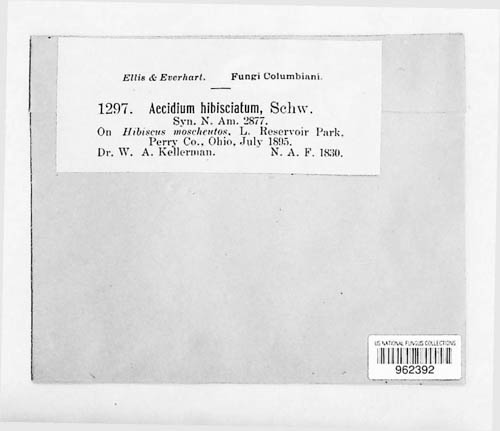 Ellis & Everhart. Fungi Columbiani.
1297. Aecidium hibisciatum, Schw.
Syn. N. Am. 2877.
On Hibiscus moscheutos, L. Reservoir Park,
Perry Co., Ohio, July 1895.
Dr. W. A. Kellerman. N. A. F. 1830.
US NATIONAL FUNGUS COLLECTIONS
962392